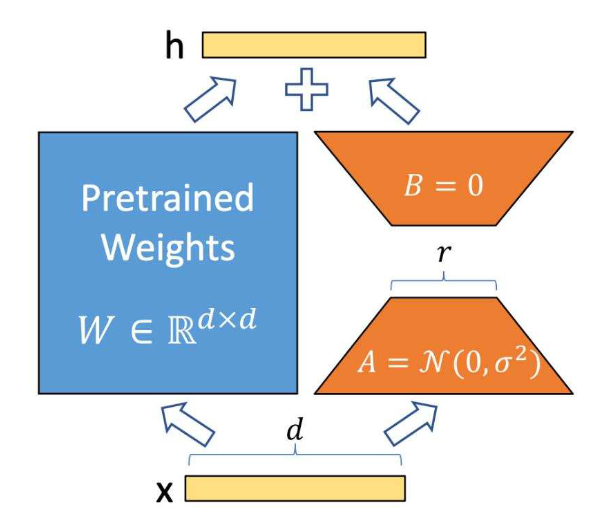 h
Pretrained
Weights
W ∈ ℝ^{d×d}
B = 0
r
A = 𝒩(0, σ²)
d
x